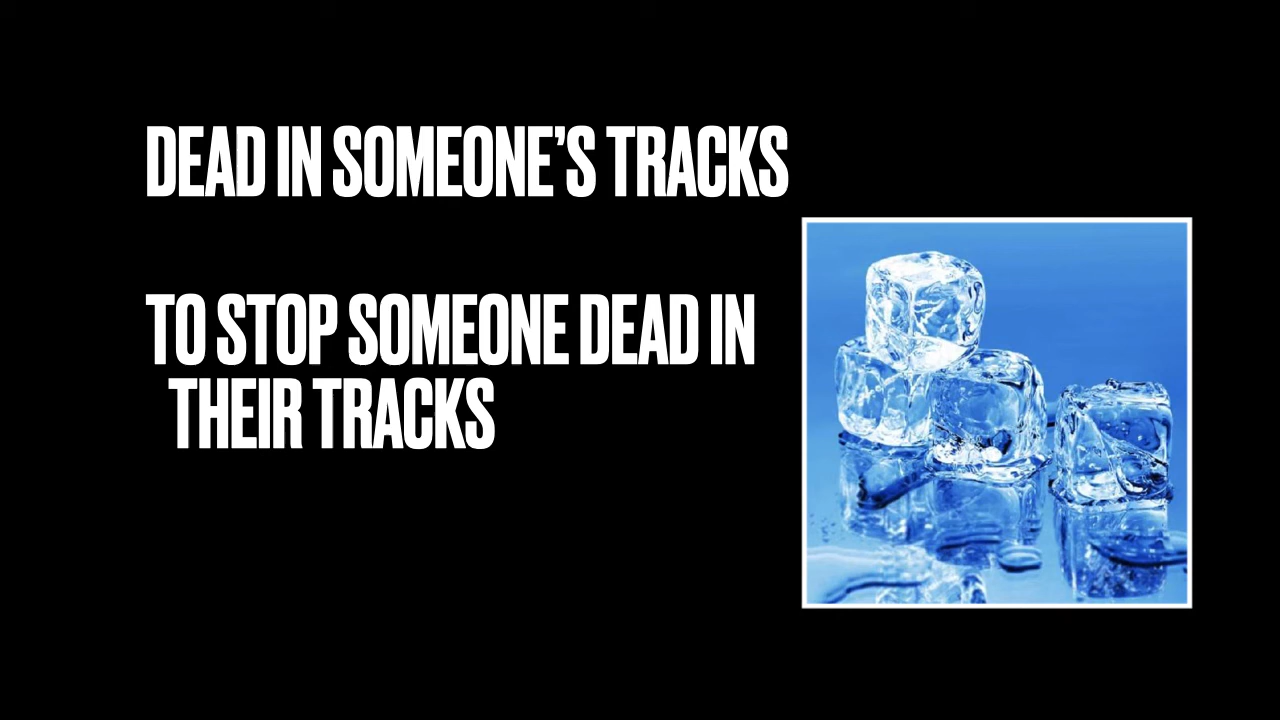 DEAD IN SOMEONE’S TRACKS
TO STOP SOMEONE DEAD IN
THEIR TRACKS